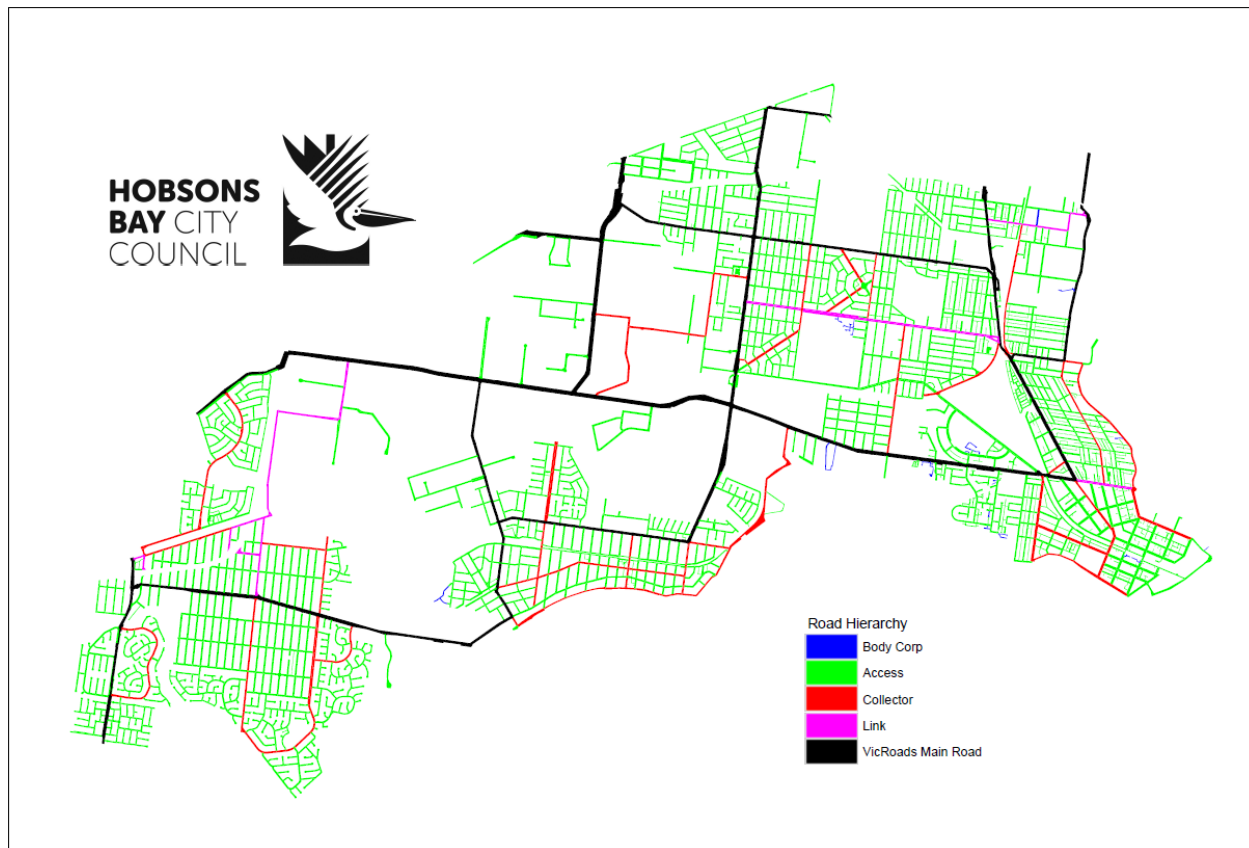 HOBSONS
BAY CITY
COUNCIL
Road Hierarchy
Body Corp
Access
Collector
Link
VicRoads Main Road